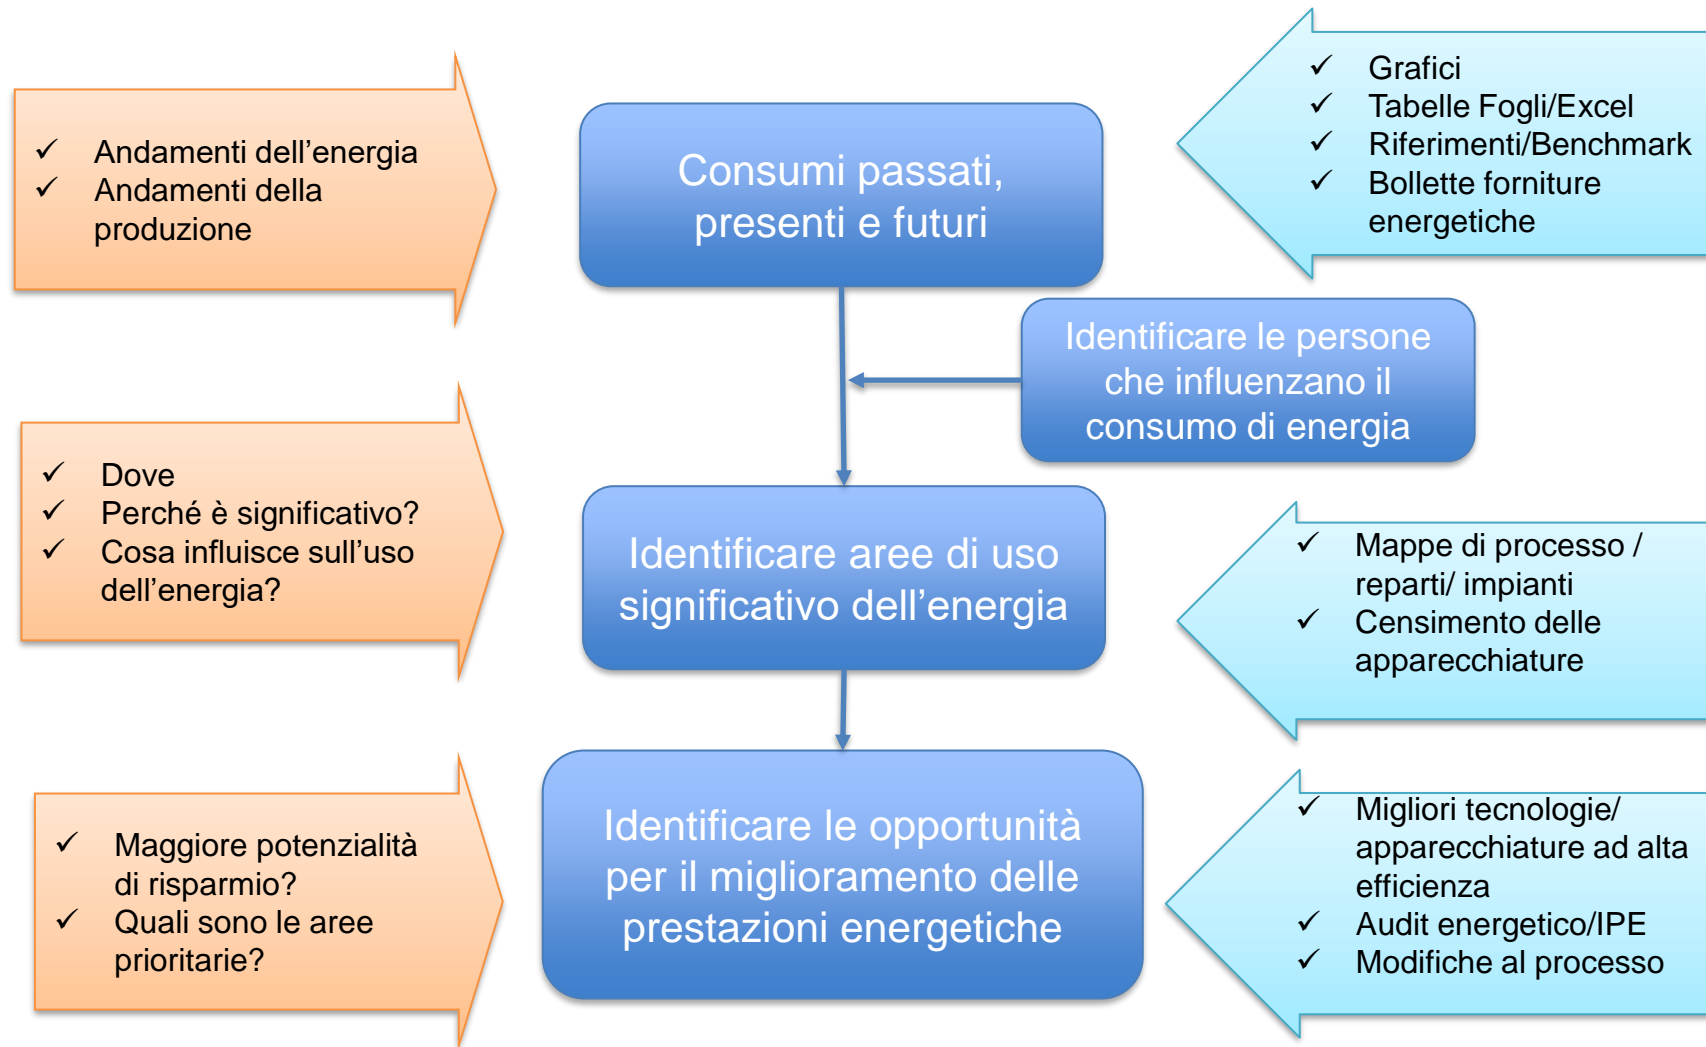 ✓ Andamenti dell’energia
✓ Andamenti della
produzione
Consumi passati,
presenti e futuri
✓ Grafici
✓ Tabelle Fogli/Excel
✓ Riferimenti/Benchmark
✓ Bollette forniture
energetiche
Identificare le persone
che influenzano il
consumo di energia
✓ Dove
✓ Perché è significativo?
✓ Cosa influisce sull’uso
dell’energia?
Identificare aree di uso
significativo dell’energia
✓ Mappe di processo /
reparti/ impianti
✓ Censimento delle
apparecchiature
✓ Maggiore potenzialità
di risparmio?
✓ Quali sono le aree
prioritarie?
Identificare le opportunità
per il miglioramento delle
prestazioni energetiche
✓ Migliori tecnologie/
apparecchiature ad alta
efficienza
✓ Audit energetico/IPE
✓ Modifiche al processo